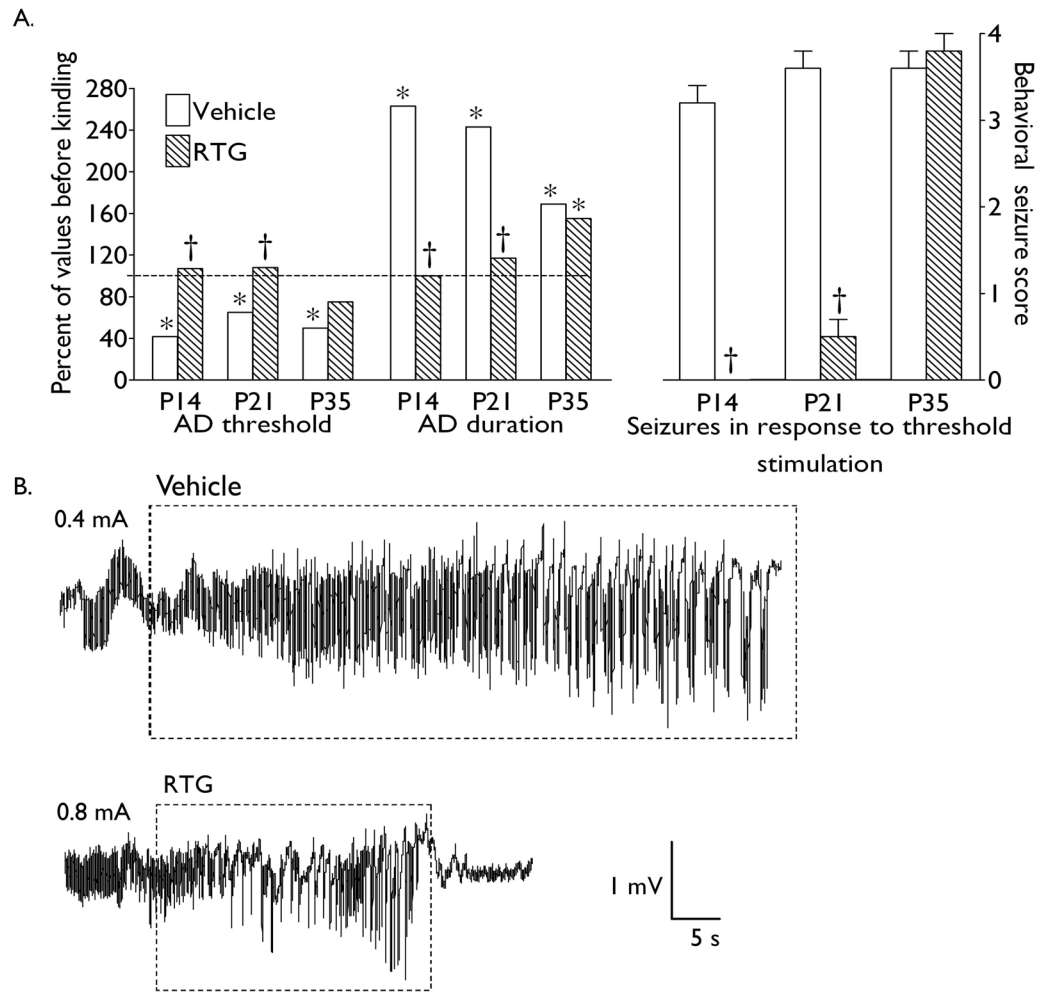 A.
Percent of values before kindling
280
240
200
160
120
80
40
0
Vehicle
RTG
*
†
*
†
*
*
†
*
†
*
*
P14
P21
P35
P14
P21
P35
AD threshold
AD duration
†
†
P14
P21
P35
Seizures in response to threshold
stimulation
4
3
2
1
0
Behavioral seizure score
B.
Vehicle
0.4 mA
RTG
0.8 mA
1 mV
5 s